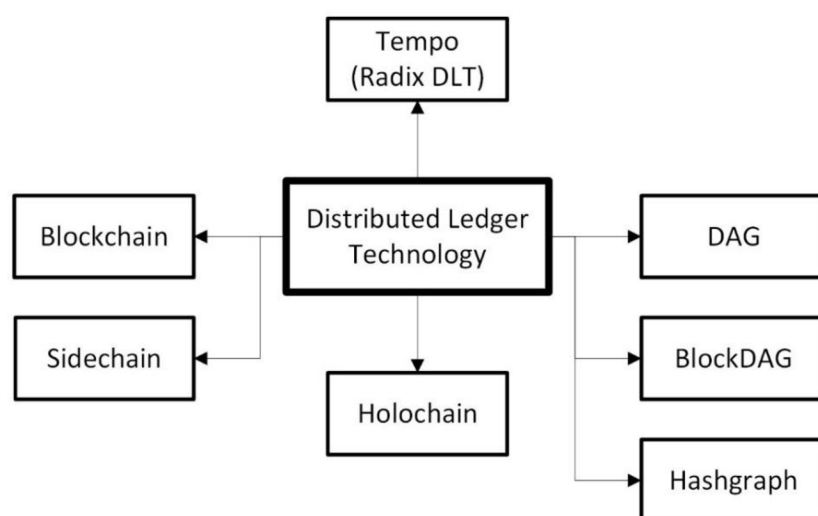 Tempo
(Radix DLT)
Distributed Ledger
Technology
Blockchain
DAG
Sidechain
BlockDAG
Holochain
Hashgraph